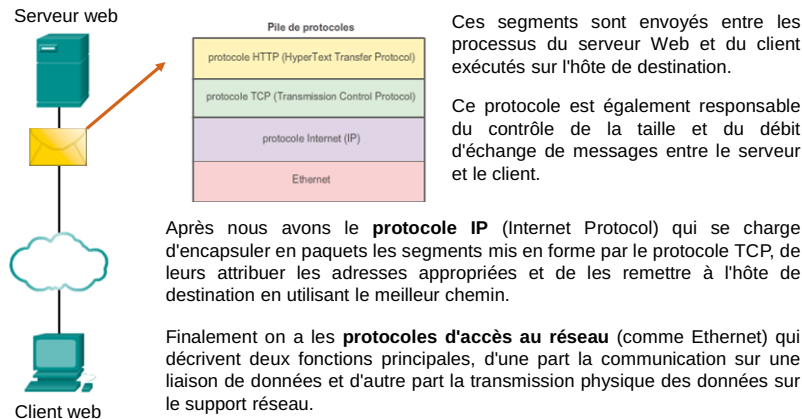 Serveur web
Pile de protocoles
protocole HTTP (HyperText Transfer Protocol)
protocole TCP (Transmission Control Protocol)
protocole Internet (IP)
Ethernet
Ces segments sont envoyés entre les
processus du serveur Web et du client
exécutés sur l'hôte de destination.
Ce protocole est également responsable
du contrôle de la taille et du débit
d'échange de messages entre le serveur
et le client.
Après nous avons le protocole IP (Internet Protocol) qui se charge
d'encapsuler en paquets les segments mis en forme par le protocole TCP, de
leurs attribuer les adresses appropriées et de les remettre à l'hôte de
destination en utilisant le meilleur chemin.
Finalement on a les protocoles d'accès au réseau (comme Ethernet) qui
décrivent deux fonctions principales, d'une part la communication sur une
liaison de données et d'autre part la transmission physique des données sur
le support réseau.
Client web